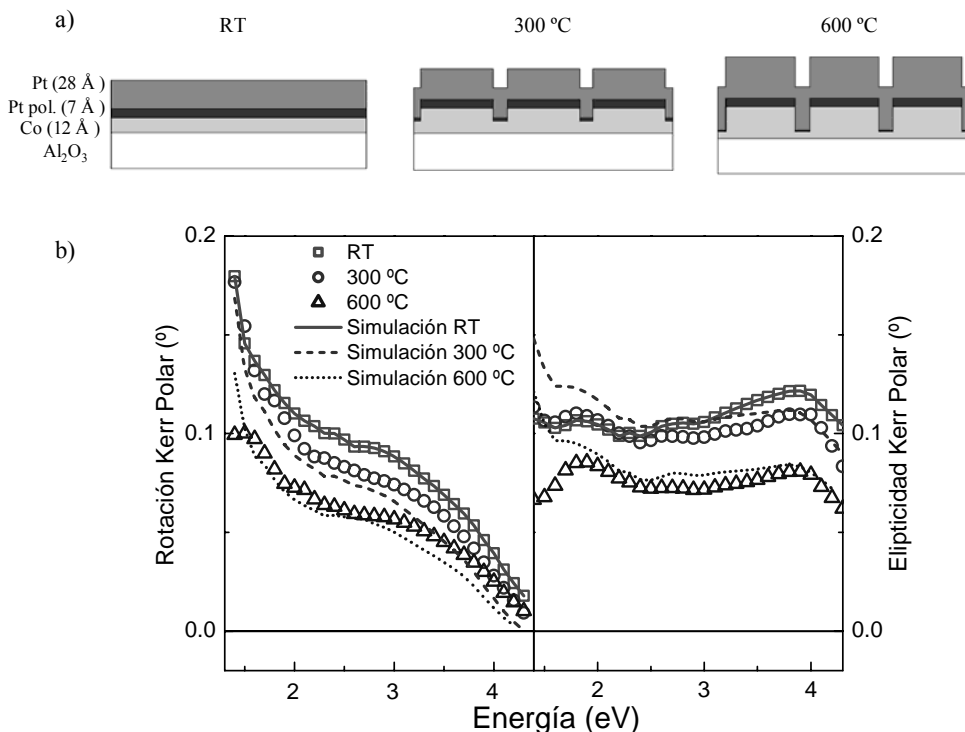 a)
RT
300 ºC
600 ºC
Pt (28 Å )
Pt pol. (7 Å )
Co (12 Å )
Al₂O₃
b)
0.2
0.1
0.0
Rotación Kerr Polar (º)
RT
300 ºC
600 ºC
Simulación RT
Simulación 300 ºC
Simulación 600 ºC
0.2
0.1
0.0
Elipticidad Kerr Polar (º)
2
3
4
2
3
4
Energía (eV)